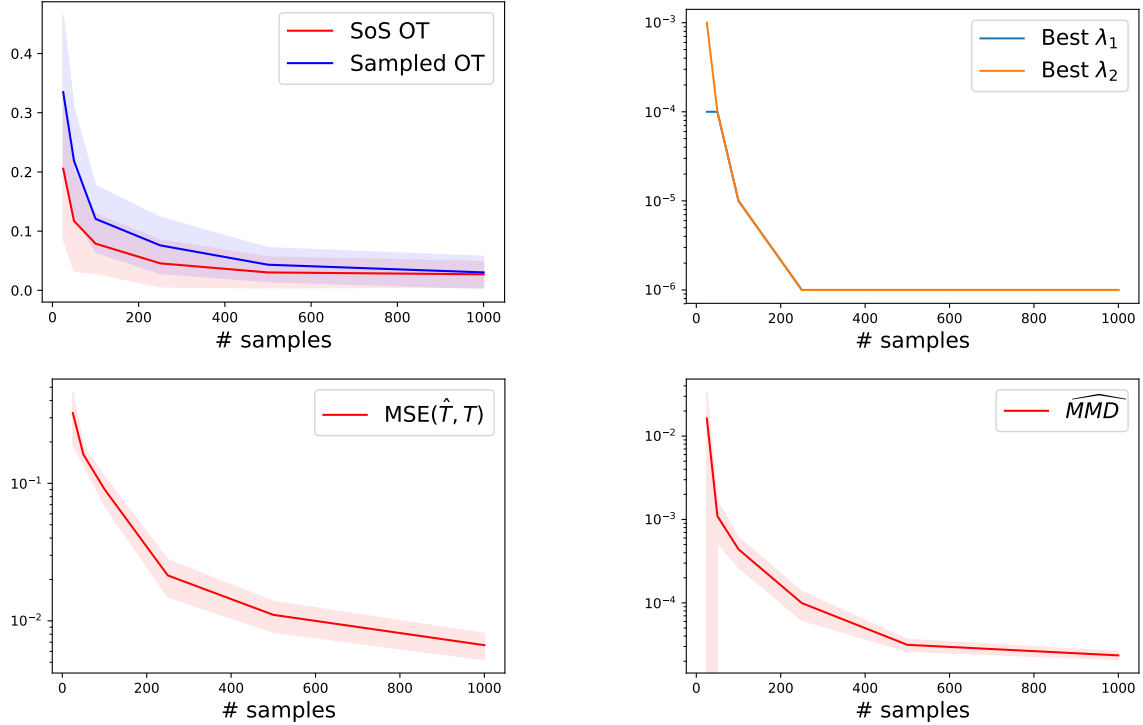 SoS OT
Sampled OT
0.4
0.3
0.2
0.1
0.0
0 200 400 600 800 1000
# samples
Best λ₁
Best λ₂
10⁻³
10⁻⁴
10⁻⁵
10⁻⁶
0 200 400 600 800 1000
# samples
MSE(T̂, T)
10⁻¹
10⁻²
0 200 400 600 800 1000
# samples
\widehat{MMD}
10⁻²
10⁻³
10⁻⁴
0 200 400 600 800 1000
# samples